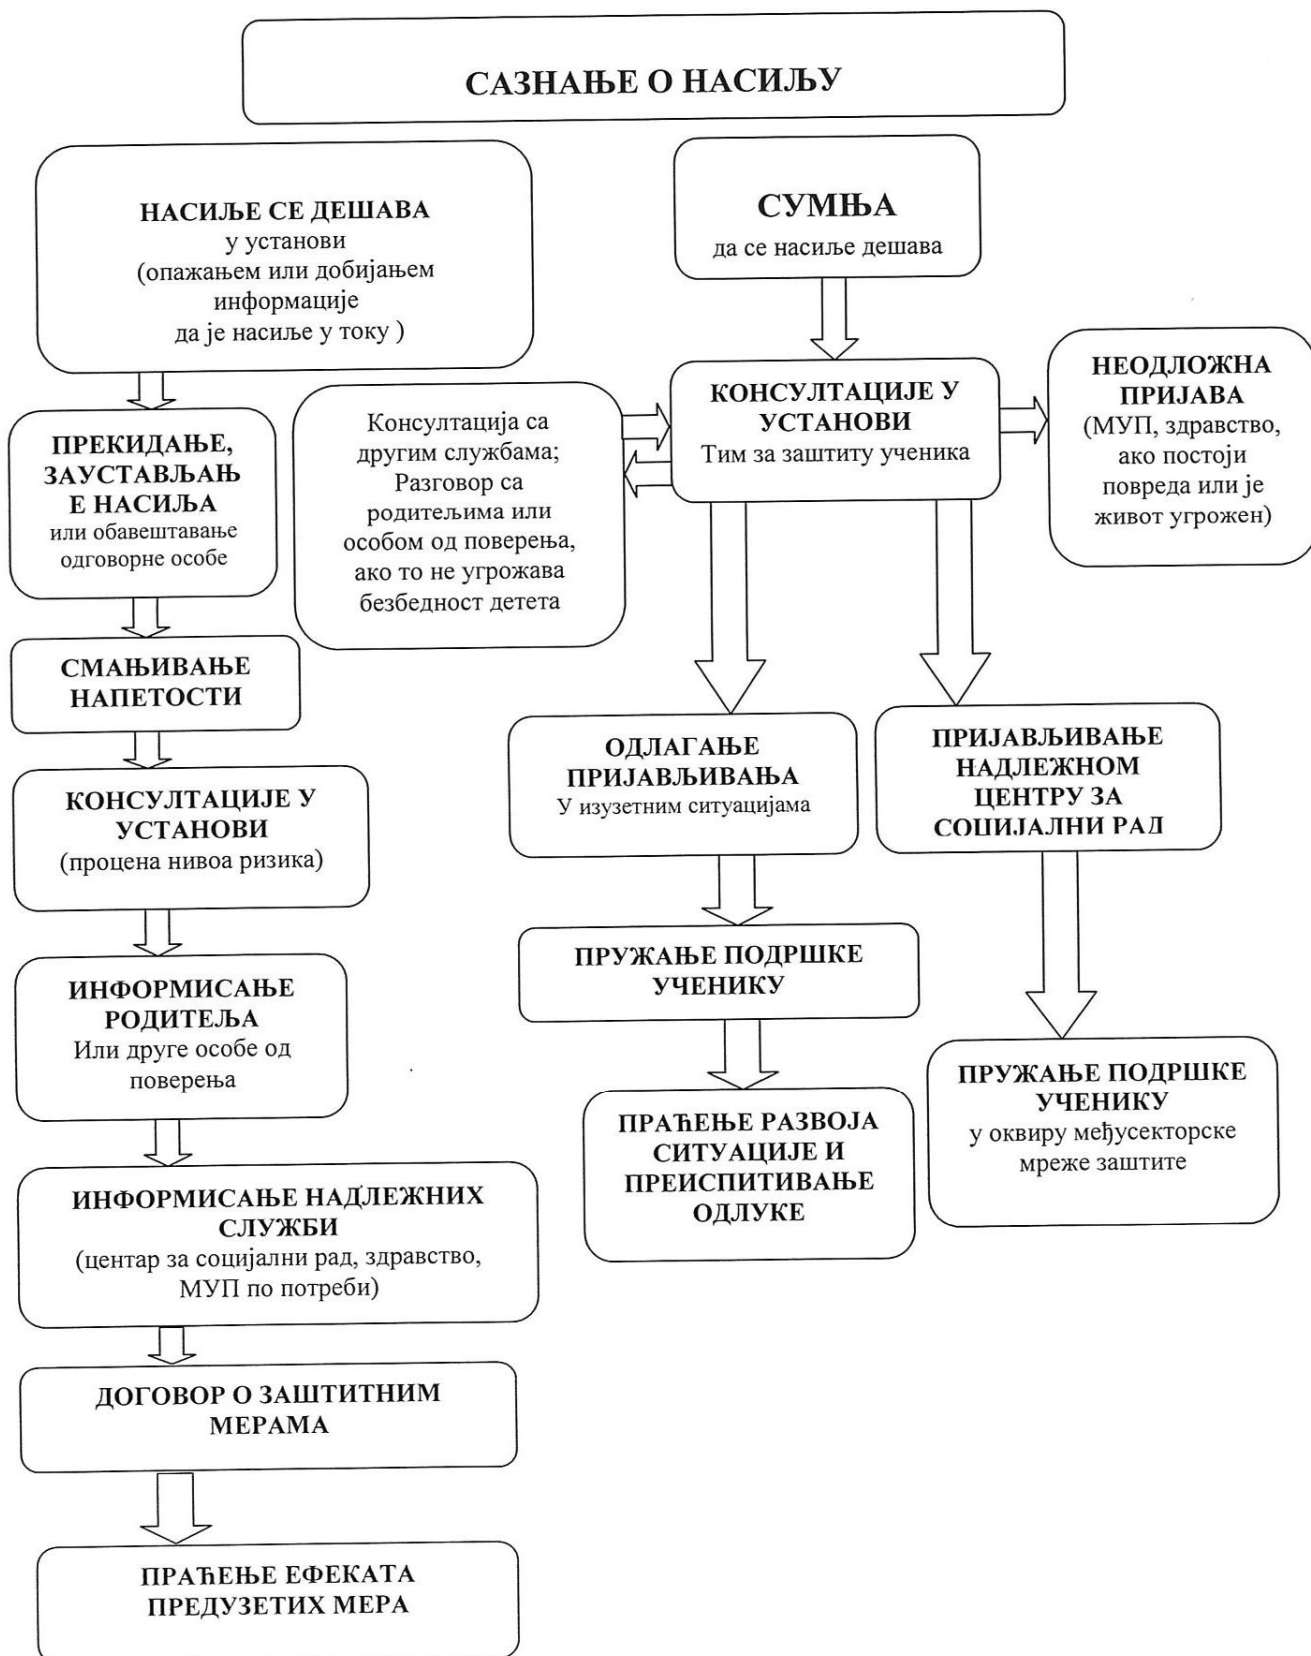 САЗНАЊЕ О НАСИЉУ
НАСИЉЕ СЕ ДЕШАВА
у установи
(опажањем или добијањем
информације
да је насиље у току )
СУМЊА
да се насиље дешава
ПРЕКИДАЊЕ,
ЗАУСТАВЉАЊ
Е НАСИЉА
или обавештавање
одговорне особе
Консултација са
другим службама;
Разговор са
родитељима или
особом од поверења,
ако то не угрожава
безбедност детета
КОНСУЛТАЦИЈЕ У
УСТАНОВИ
Тим за заштиту ученика
НЕОДЛОЖНА
ПРИЈАВА
(МУП, здравство,
ако постоји
повреда или је
живот угрожен)
СМАЊИВАЊЕ
НАПЕТОСТИ
КОНСУЛТАЦИЈЕ У
УСТАНОВИ
(процена нивоа ризика)
ОДЛАГАЊЕ
ПРИЈАВЉИВАЊА
У изузетним ситуацијама
ПРИЈАВЉИВАЊЕ
НАДЛЕЖНОМ
ЦЕНТРУ ЗА
СОЦИЈАЛНИ РАД
ИНФОРМИСАЊЕ
РОДИТЕЉА
Или друге особе од
поверења
ПРУЖАЊЕ ПОДРШКЕ
УЧЕНИКУ
ПРУЖАЊЕ ПОДРШКЕ
УЧЕНИКУ
у оквиру међусекторске
мреже заштите
ПРАЋЕЊЕ РАЗВОЈА
СИТУАЦИЈЕ И
ПРЕИСПИТИВАЊЕ
ОДЛУКЕ
ИНФОРМИСАЊЕ НАДЛЕЖНИХ
СЛУЖБИ
(центар за социјални рад, здравство,
МУП по потреби)
ДОГОВОР О ЗАШТИТНИМ
МЕРАМА
ПРАЋЕЊЕ ЕФЕКАТА
ПРЕДУЗЕТИХ МЕРА